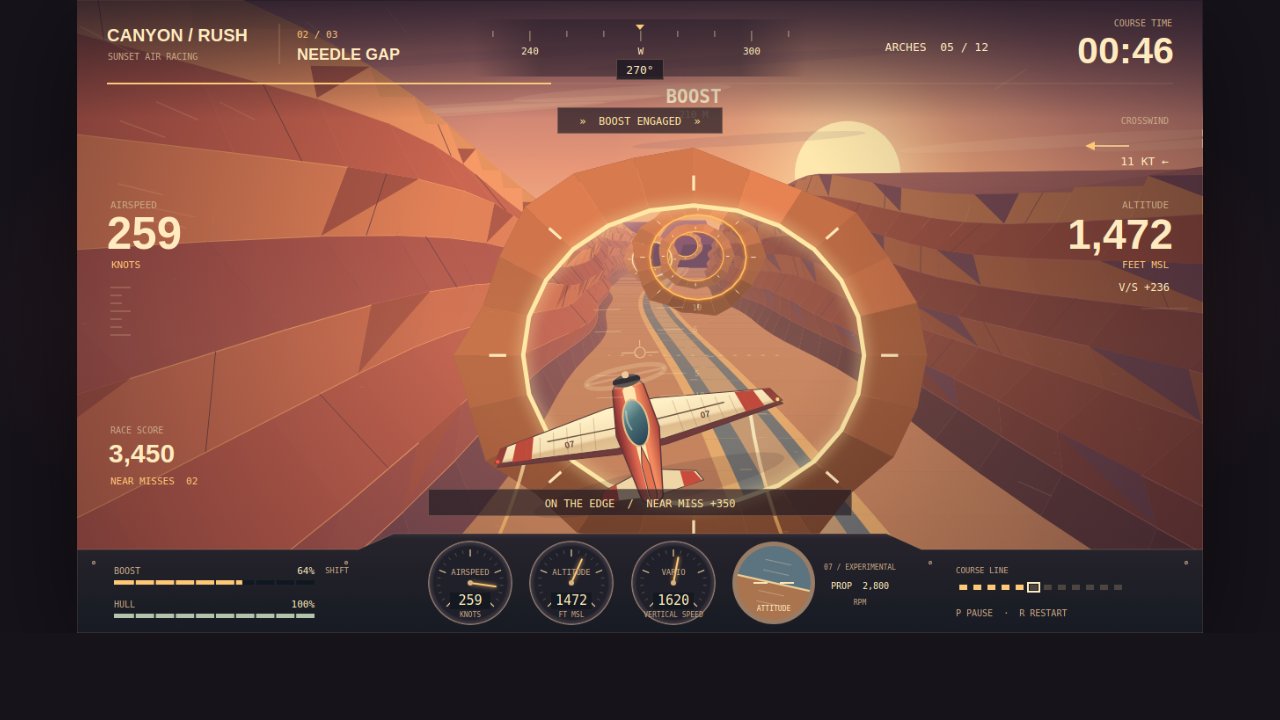 CANYON / RUSH
SUNSET AIR RACING
02 / 03
NEEDLE GAP
240
W
300
270°
ARCHES 05 / 12
COURSE TIME
00:46
BOOST
» BOOST ENGAGED »
CROSSWIND
11 KT ←
AIRSPEED
259
KNOTS
ALTITUDE
1,472
FEET MSL
V/S +236
10
5
07
07
RACE SCORE
3,450
NEAR MISSES 02
ON THE EDGE / NEAR MISS +350
BOOST
64%
SHIFT
HULL
100%
AIRSPEED
259
KNOTS
ALTITUDE
1472
FT MSL
VARIO
1620
VERTICAL SPEED
ATTITUDE
07 / EXPERIMENTAL
PROP 2,800
RPM
COURSE LINE
P PAUSE · R RESTART